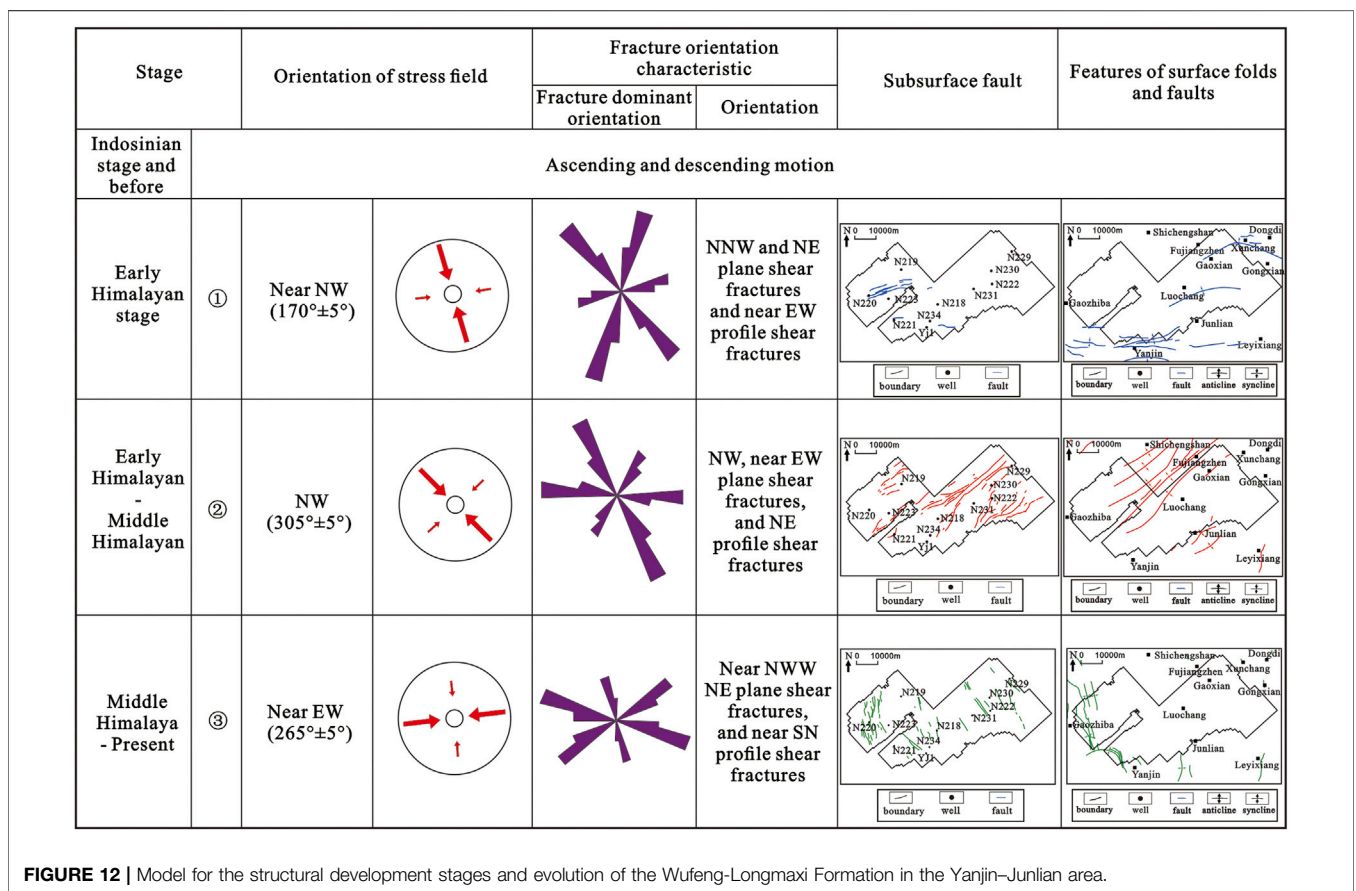 Stage
Orientation of stress field
Fracture orientation
characteristic
Fracture dominant
orientation
Orientation
Subsurface fault
Features of surface folds
and faults
Indosinian
stage and
before
Ascending and descending motion
Early
Himalayan
stage
①
Near NW
(170°±5°)
NNW and NE
plane shear
fractures
and near EW
profile shear
fractures
N 0 10000m
N219
N229
N230
N222
N220
N223
N218
N231
N221
N234
Yj1
boundary well fault
N 0 10000m
Shichengshan
Dongdi
Fujiangzhen
Xunchang
Gaoxian
Gongxian
Gaozhiba
Luochang
Junlian
Yanjin
Leyixiang
boundary well fault anticline syncline
Early
Himalayan
-
Middle
Himalayan
②
NW
(305°±5°)
NW, near EW
plane shear
fractures,
and NE
profile shear
fractures
N 0 10000m
N219
N229
N230
N222
N220
N223
N218
N231
N221
N234
Yj1
boundary well fault
N 0 10000m
Shichengshan
Dongdi
Fujiangzhen
Xunchang
Gaoxian
Gongxian
Luochang
Gaozhiba
Junlian
Yanjin
Leyixiang
boundary well fault anticline syncline
Middle
Himalaya
- Present
③
Near EW
(265°±5°)
Near NWW
NE plane shear
fractures,
and near SN
profile shear
fractures
N 0 10000m
N219
N229
N230
N222
N220
N223
N218
N231
N221
N234
YJ1
boundary well fault
N 0 10000m
Shichengshan
Dongdi
Fujiangzhen
Xunchang
Gaoxian
Gongxian
Luochang
Gaozhiba
Junlian
Yanjin
Leyixiang
boundary well fault anticline syncline
FIGURE 12 | Model for the structural development stages and evolution of the Wufeng-Longmaxi Formation in the Yanjin–Junlian area.